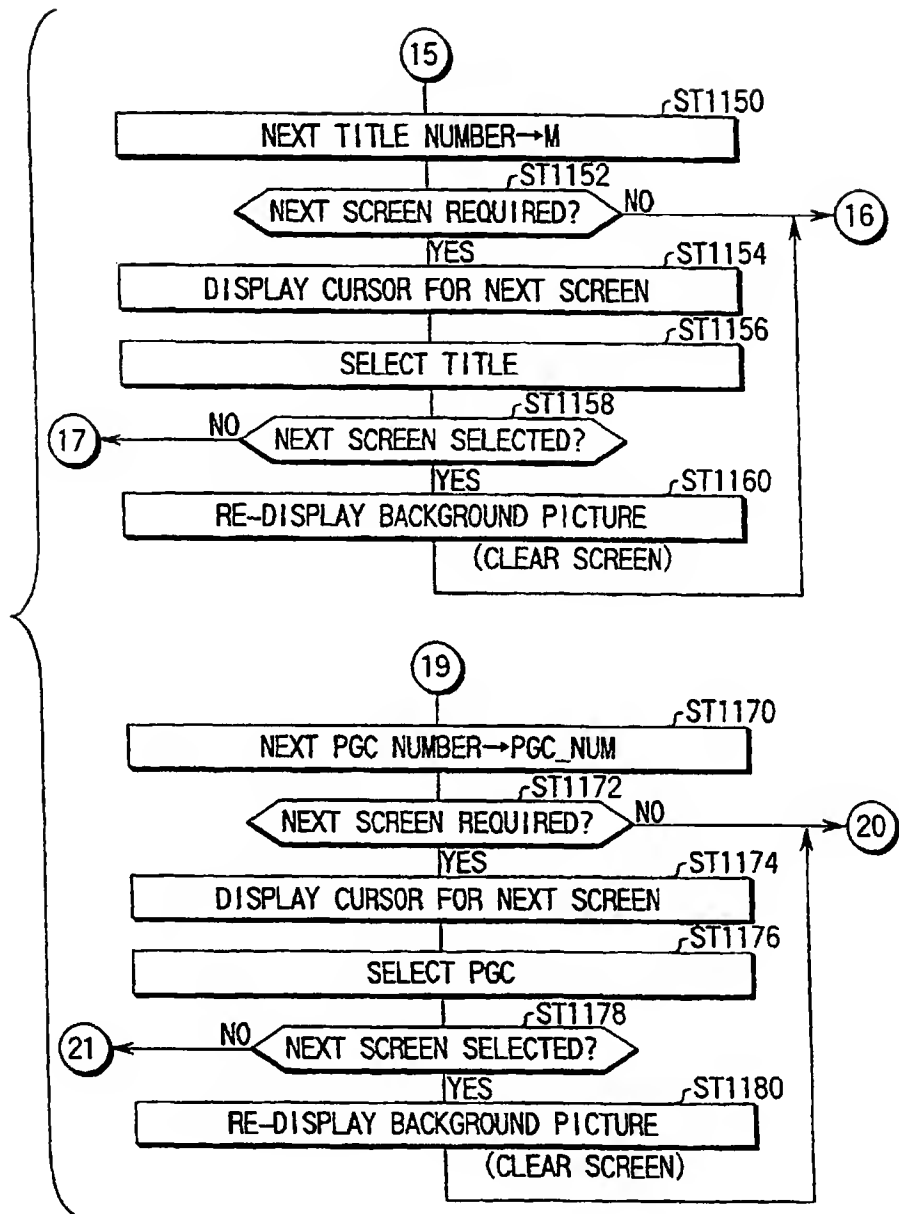 15
ST1150
NEXT TITLE NUMBER→M
ST1152
NEXT SCREEN REQUIRED?
NO
16
YES
ST1154
DISPLAY CURSOR FOR NEXT SCREEN
ST1156
SELECT TITLE
ST1158
17
NO
NEXT SCREEN SELECTED?
YES
ST1160
RE-DISPLAY BACKGROUND PICTURE
(CLEAR SCREEN)
19
ST1170
NEXT PGC NUMBER→PGC_NUM
ST1172
NEXT SCREEN REQUIRED?
NO
20
YES
ST1174
DISPLAY CURSOR FOR NEXT SCREEN
ST1176
SELECT PGC
ST1178
21
NO
NEXT SCREEN SELECTED?
YES
ST1180
RE-DISPLAY BACKGROUND PICTURE
(CLEAR SCREEN)